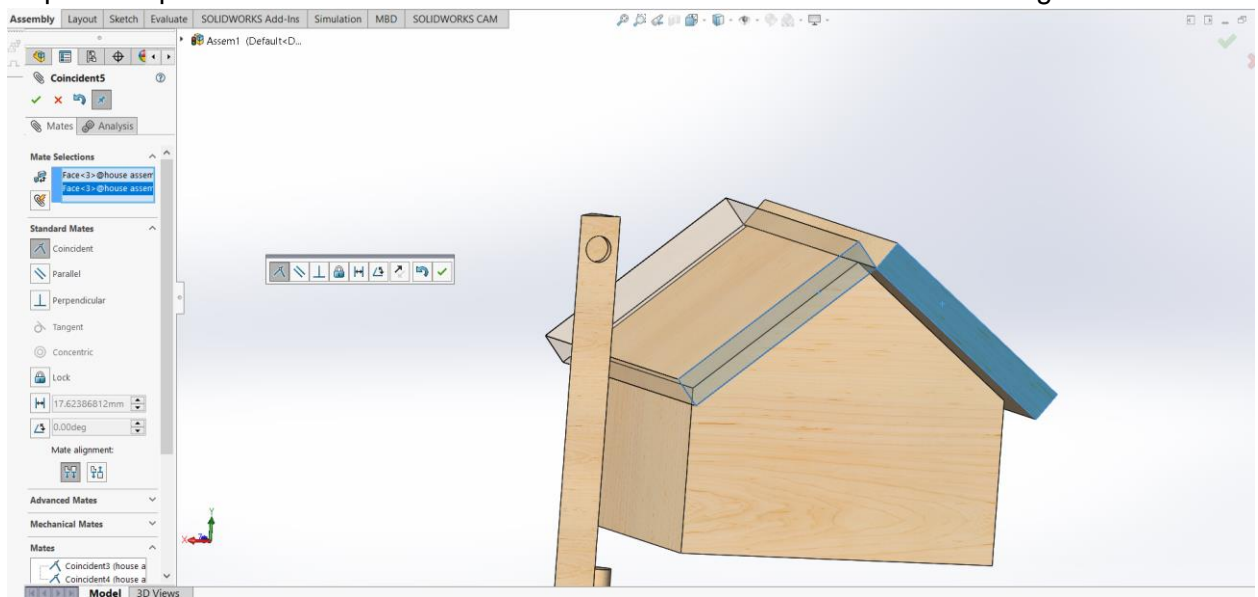 Assembly Layout Sketch Evaluate SOLIDWORKS Add-Ins Simulation MBD SOLIDWORKS CAM
Assem1 (Default<D...
Coincident5
Mates Analysis
Mate Selections
Face<3>@house assem
Face<3>@house assem
Standard Mates
Coincident
Parallel
Perpendicular
Tangent
Concentric
Lock
17.62386812mm
0.00deg
Mate alignment:
Advanced Mates
Mechanical Mates
Mates
Coincident3 (house a
Coincident4 (house a
Model 3D Views
Y
X
Z